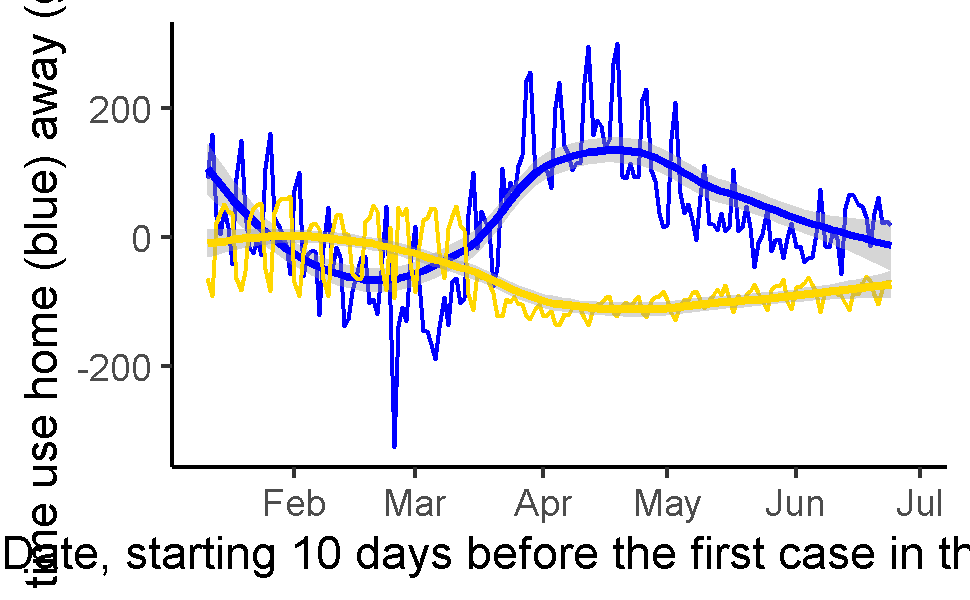 time use home (blue) away (
200
0
-200
Feb Mar Apr May Jun Jul
Date, starting 10 days before the first case in th